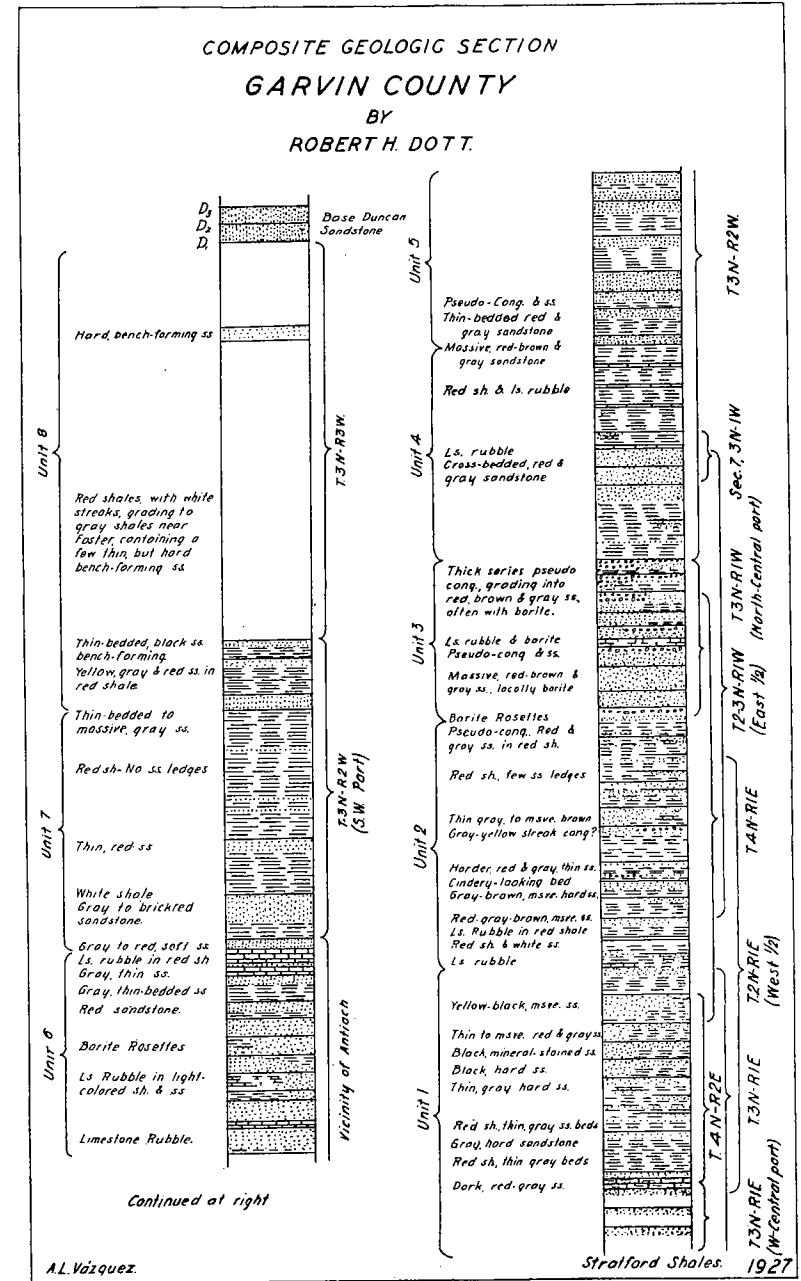 COMPOSITE GEOLOGIC SECTION
GARVIN COUNTY
BY
ROBERT H. DOTT.
D₃
D₂
D₁
Base Duncan
Sandstone
Unit 8
Hard, bench-forming ss
Red shales, with white
streaks, grading to
gray shales near
Foster, containing a
few thin, but hard
bench-forming ss.
Thin-bedded, black ss.
bench-forming.
Yellow, gray & red ss. in
red shale.
T.3N-R3W.
Unit 7
Thin-bedded to
massive, gray ss.
Red sh-No ss ledges
Thin, red ss
White shale
Gray to brickred
sandstone.
T.3N-R2W
(S.W. Part)
Unit 6
Gray to red, soft ss.
Ls. rubble in red sh
Gray, thin ss.
Gray, thin-bedded ss
Red sandstone.
Barite Rosettes
Ls Rubble in light-
colored sh. & ss
Limestone Rubble.
Vicinity of Antiach
Continued at right
A.L. Vázquez.
Unit 5
Pseudo-Cong. & ss.
Thin-bedded red &
gray sandstone
Massive, red-brown &
gray sandstone
Unit 4
Red sh. & ls. rubble
Ls. rubble
Cross-bedded, red &
gray sandstone
Unit 3
Thick series pseudo
cong., grading into
red, brown & gray ss,
often with barite.
Ls rubble & barite
Pseudo-cong & ss.
Massive, red-brown &
gray ss., locally barite
Unit 2
Barite Rosettes
Pseudo-cong., Red &
gray ss. in red sh.
Red sh., few ss ledges
Thin gray, to msve. brown
Gray-yellow streak cong?
Harder, red & gray, thin ss.
Cindery-looking bed
Gray-brown, msve. hard ss.
Red-gray-brown, msve. ss.
Ls. Rubble in red shale
Red sh & white ss.
Ls rubble
Unit 1
Yellow-black, msve. ss.
Thin to msve. red & gray ss
Black, mineral-stained ss.
Black, hard ss.
Thin, gray hard ss.
Red sh., thin, gray ss. beds
Gray, hard sandstone
Red sh, thin gray beds
Dark, red-gray ss.
T.3N-R2W.
Sec.7, 3N-1W
T3N-R1W
(North-Central part)
T2-3N-R1W
(East 1/2)
T4N-R1E
T.2N-R1E
(West 1/2)
T.3N-R1E
T.4N-R2E
T3N-R1E
(W-Central part)
Stratford Shales.
1927